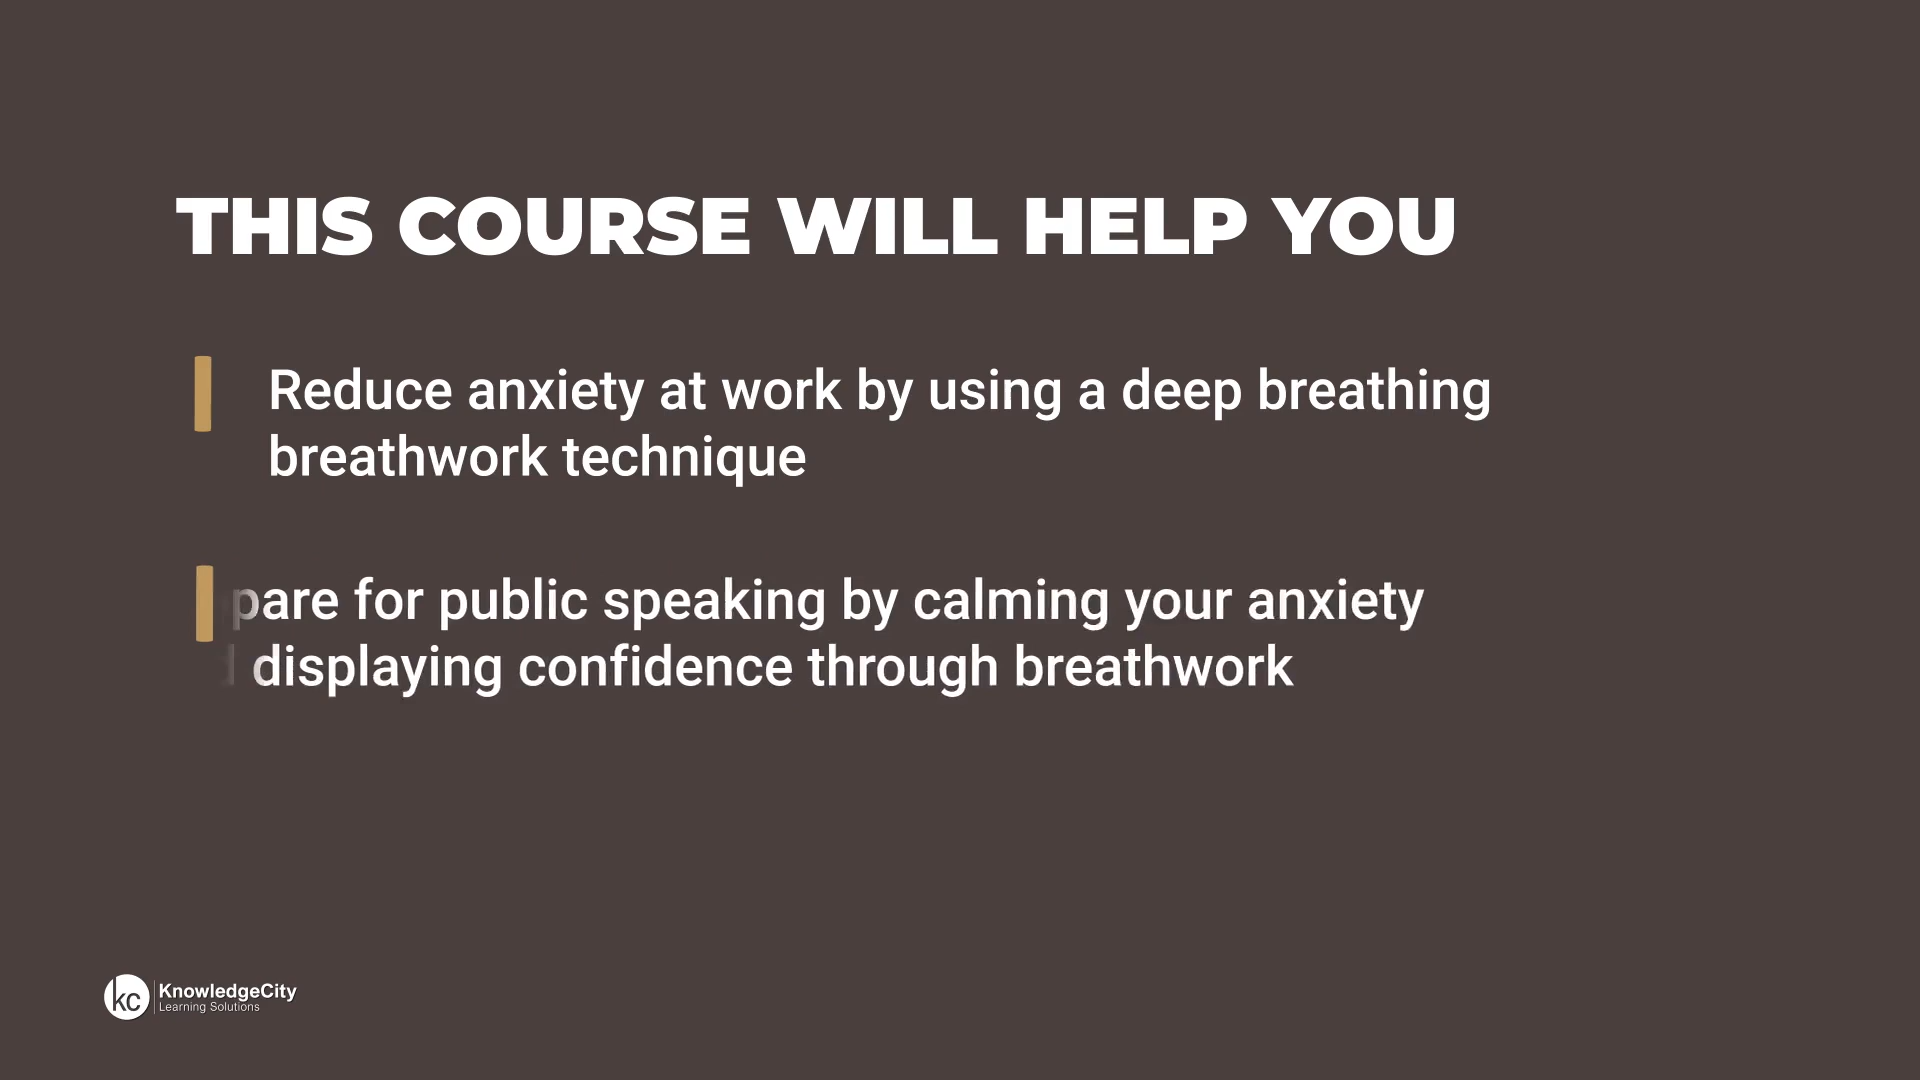 THIS COURSE WILL HELP YOU
Reduce anxiety at work by using a deep breathing
breathwork technique
pare for public speaking by calming your anxiety
displaying confidence through breathwork
kc KnowledgeCity
Learning Solutions